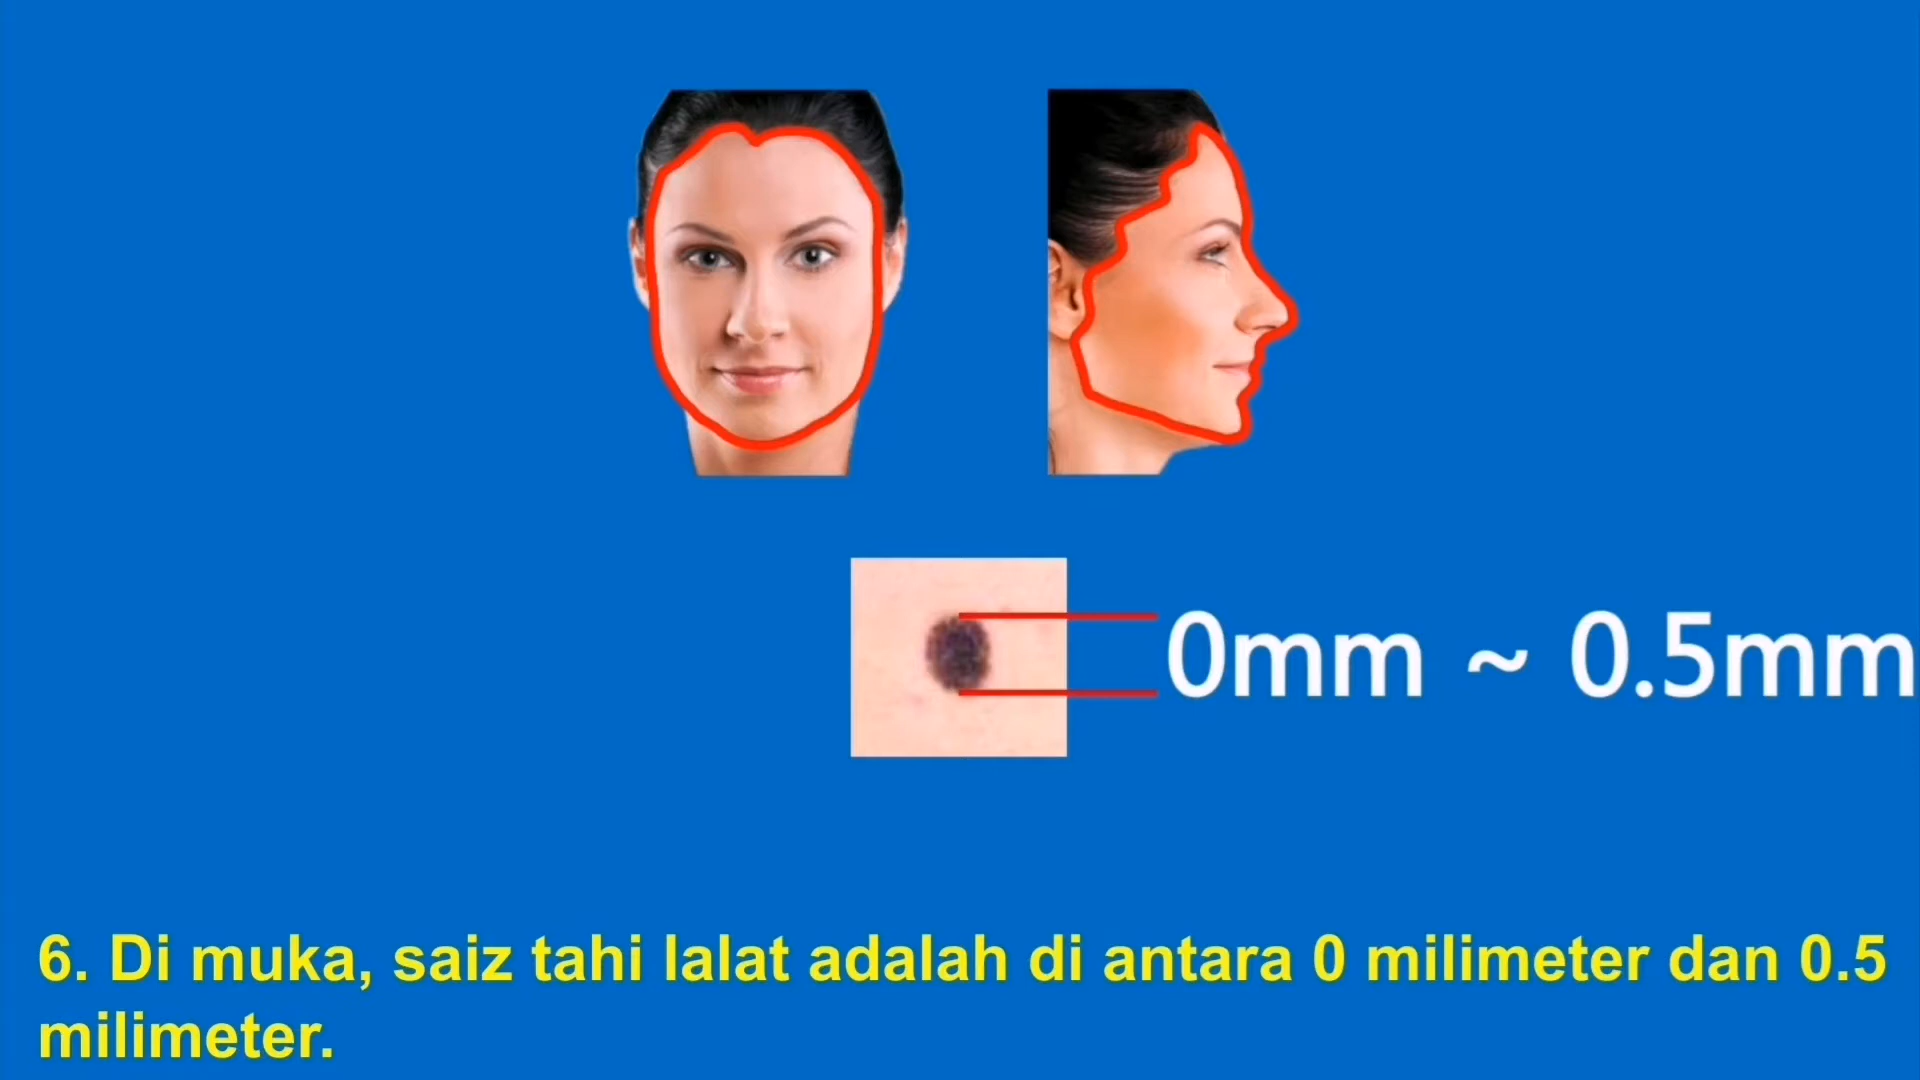 0mm ~ 0.5mm
6. Di muka, saiz tahi lalat adalah di antara 0 milimeter dan 0.5
milimeter.